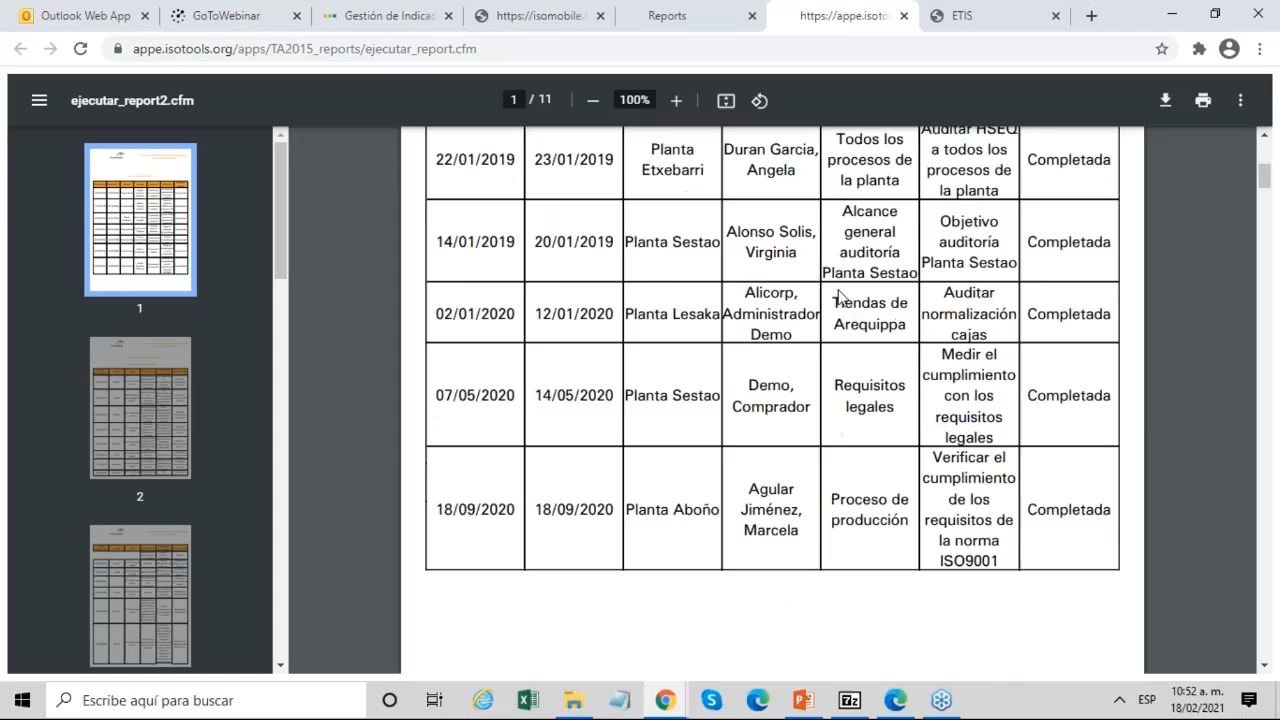 Outlook Web App
GoToWebinar
Gestión de Indicad
https://isomobile.
Reports
https://appe.isoto
ETIS
appe.isotools.org/apps/TA2015_reports/ejecutar_report.cfm
ejecutar_report2.cfm
1 / 11
100%
22/01/2019
23/01/2019
Planta
Etxebarri
Duran Garcia,
Angela
Todos los
procesos de
la planta
Auditar HSEQ
a todos los
procesos de
la planta
Completada
14/01/2019
20/01/2019
Planta Sestao
Alonso Solis,
Virginia
Alcance
general
auditoría
Planta Sestao
Objetivo
auditoría
Planta Sestao
Completada
02/01/2020
12/01/2020
Planta Lesaka
Alicorp,
Administrador
Demo
Tiendas de
Arequippa
Auditar
normalización
cajas
Completada
07/05/2020
14/05/2020
Planta Sestao
Demo,
Comprador
Requisitos
legales
Medir el
cumplimiento
con los
requisitos
legales
Completada
18/09/2020
18/09/2020
Planta Aboño
Agular
Jiménez,
Marcela
Proceso de
producción
Verificar el
cumplimiento
de los
requisitos de
la norma
ISO9001
Completada
1
2
Escribe aquí para buscar
ESP
10:52 a. m.
18/02/2021